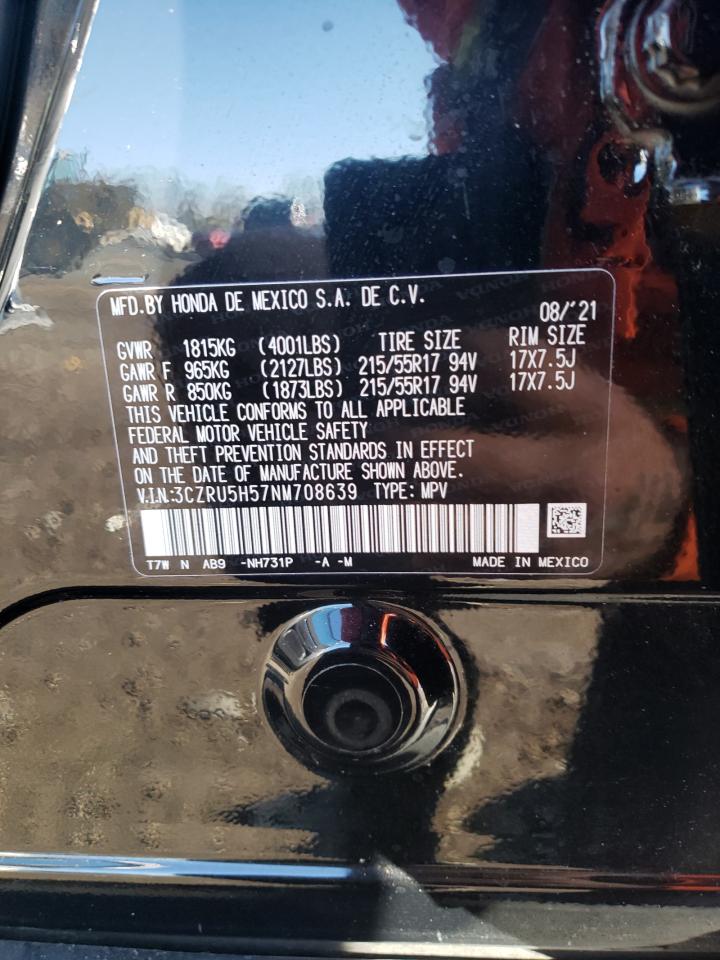 MFD.BY HONDA DE MEXICO S.A. DE C.V. 08/'21
GVWR 1815KG (4001LBS) TIRE SIZE RIM SIZE
GAWR F 965KG (2127LBS) 215/55R17 94V 17X7.5J
GAWR R 850KG (1873LBS) 215/55R17 94V 17X7.5J
THIS VEHICLE CONFORMS TO ALL APPLICABLE
FEDERAL MOTOR VEHICLE SAFETY
AND THEFT PREVENTION STANDARDS IN EFFECT
ON THE DATE OF MANUFACTURE SHOWN ABOVE.
V.I.N:3CZRU5H57NM708639 TYPE: MPV
T7W N AB9 -NH731P -A -M MADE IN MEXICO